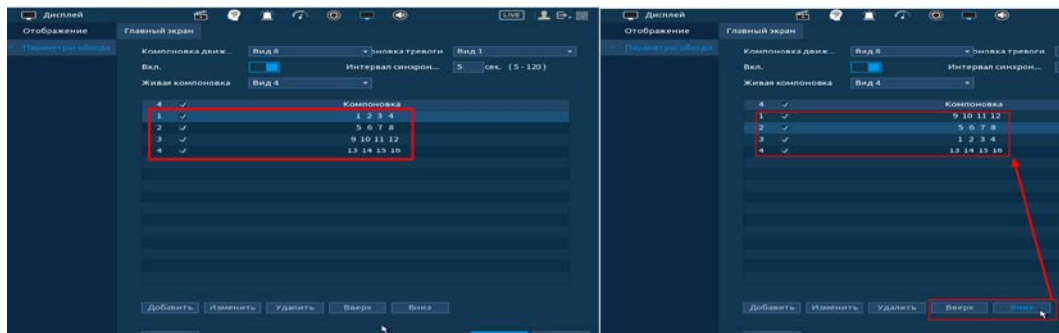 Дисплей
LIVE
Отображение
Главный экран
Параметры обхода
Компоновка движ...
Вид 8
оновка тревоги
Вид 1
Вкл.
Интервал синхрон...
5
сек. (5-120)
Живая компоновка
Вид 4
4
Компоновка
1
1 2 3 4
2
5 6 7 8
3
9 10 11 12
4
13 14 15 16
Добавить
Изменить
Удалить
Вверх
Вниз
Дисплей
Отображение
Главный экран
Параметры обхода
Компоновка движ...
Вид 8
оновка тревоги
Вкл.
Интервал синхрон...
Живая компоновка
Вид 4
4
Компоновка
1
9 10 11 12
2
5 6 7 8
3
1 2 3 4
4
13 14 15 16
Добавить
Изменить
Удалить
Вверх
Вниз